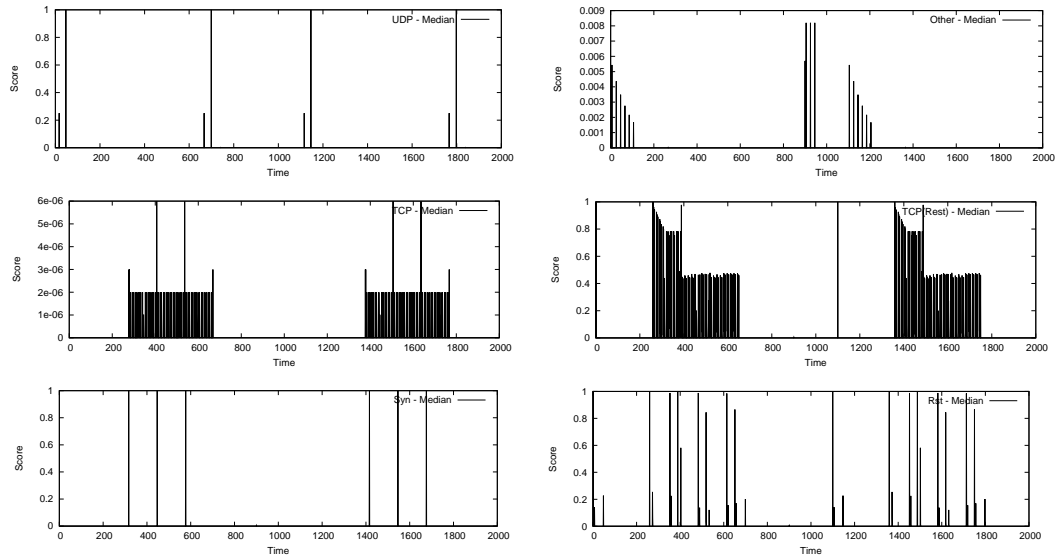 UDP - Median
Score
1
0.8
0.6
0.4
0.2
0
0 200 400 600 800 1000 1200 1400 1600 1800 2000
Time
Other - Median
Score
0.009
0.008
0.007
0.006
0.005
0.004
0.003
0.002
0.001
0
0 200 400 600 800 1000 1200 1400 1600 1800 2000
Time
TCP - Median
Score
6e-06
5e-06
4e-06
3e-06
2e-06
1e-06
0
0 200 400 600 800 1000 1200 1400 1600 1800 2000
Time
TCP(Rest) - Median
Score
1
0.8
0.6
0.4
0.2
0
0 200 400 600 800 1000 1200 1400 1600 1800 2000
Time
Syn - Median
Score
1
0.8
0.6
0.4
0.2
0
0 200 400 600 800 1000 1200 1400 1600 1800 2000
Time
Rst - Median
Score
1
0.8
0.6
0.4
0.2
0
0 200 400 600 800 1000 1200 1400 1600 1800 2000
Time